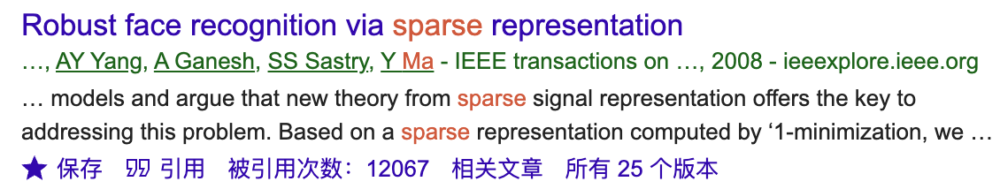 Robust face recognition via sparse representation
…, AY Yang, A Ganesh, SS Sastry, Y Ma - IEEE transactions on …, 2008 - ieeexplore.ieee.org
… models and argue that new theory from sparse signal representation offers the key to
addressing this problem. Based on a sparse representation computed by ‘1-minimization, we …
保存 引用 被引用次数：12067 相关文章 所有 25 个版本